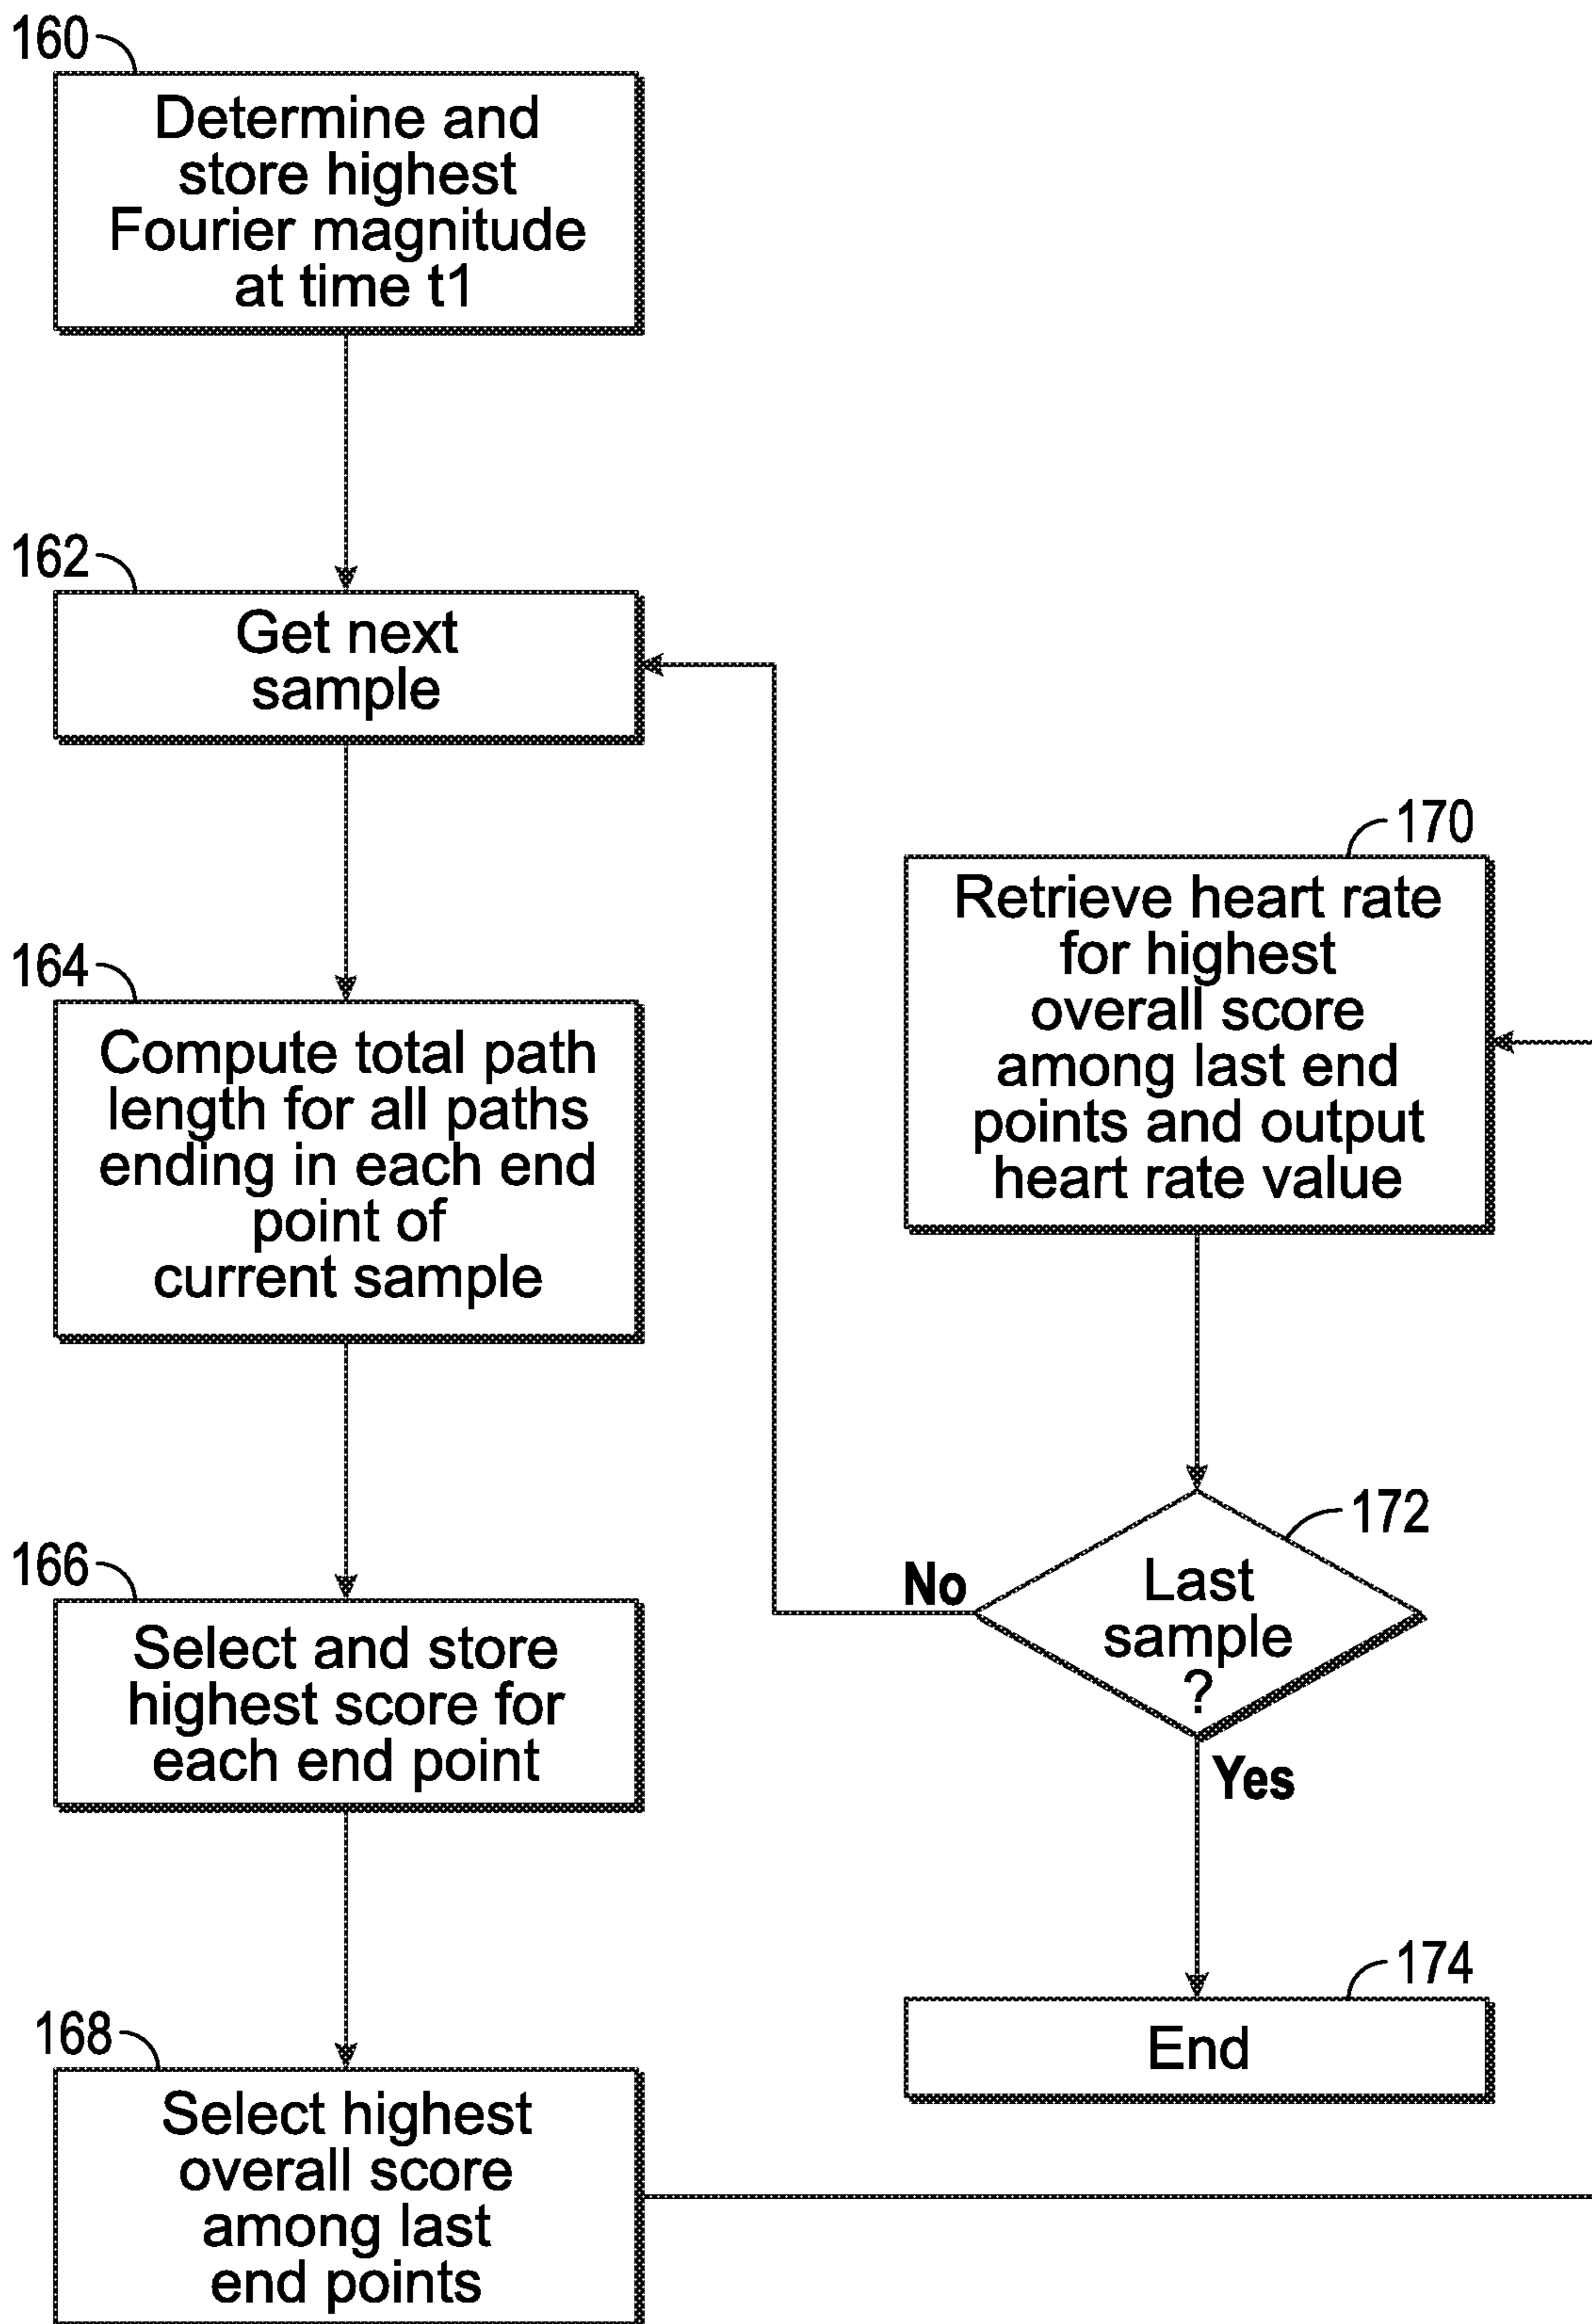 160
Determine and
store highest
Fourier magnitude
at time t1
162
Get next
sample
164
Compute total path
length for all paths
ending in each end
point of
current sample
166
Select and store
highest score for
each end point
168
Select highest
overall score
among last
end points
170
Retrieve heart rate
for highest
overall score
among last end
points and output
heart rate value
172
Last
sample
?
No
Yes
174
End